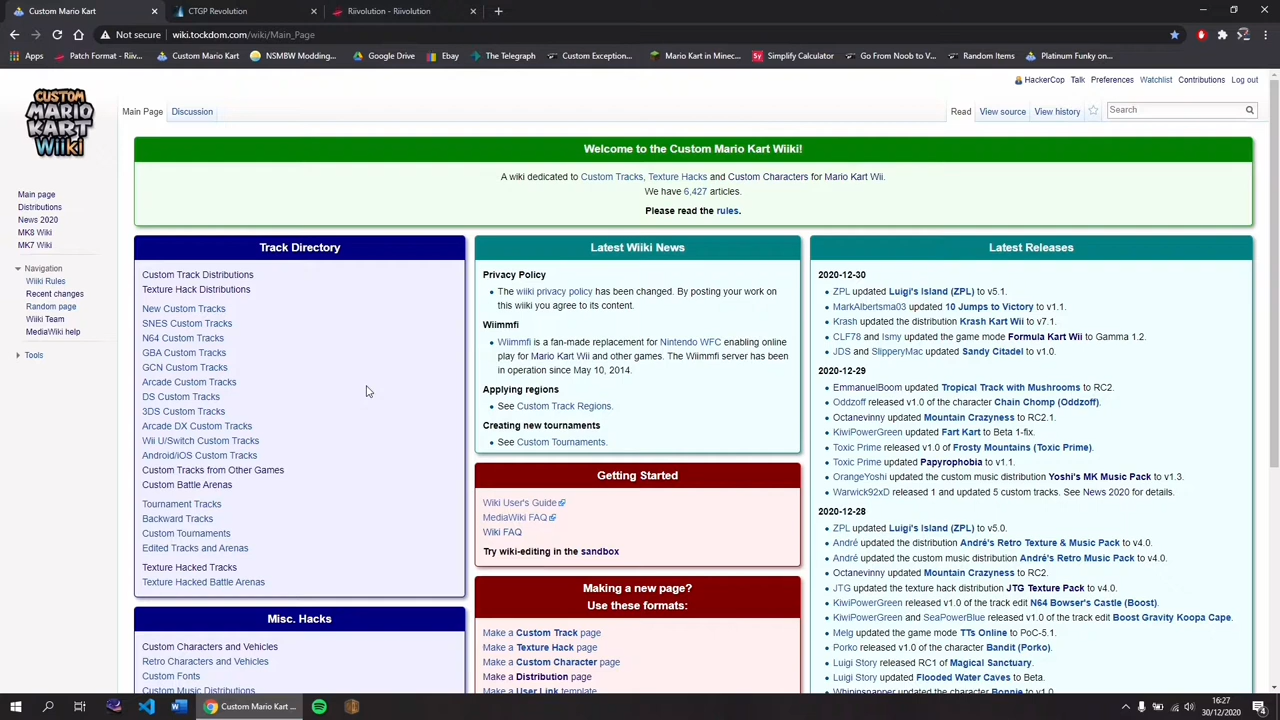 Custom Mario Kart
CTGP Revolution
Riivolution - Riivolution
Not secure | wiki.tockdom.com/wiki/Main_Page
Apps
Patch Format - Riiv...
Custom Mario Kart
NSMBW Modding...
Google Drive
Ebay
The Telegraph
Custom Exception...
Mario Kart in Minec...
Simplify Calculator
Go From Noob to V...
Random Items
Platinum Funky on...
HackerCop Talk Preferences Watchlist Contributions Log out
CUSTOM
MARIO
KART
Wiiki
Main Page Discussion
Read View source View history
Search
Main page
Distributions
News 2020
MK8 Wiki
MK7 Wiki
Navigation
Wiiki Rules
Recent changes
Random page
Wiiki Team
MediaWiki help
Tools
Welcome to the Custom Mario Kart Wiiki!
A wiki dedicated to Custom Tracks, Texture Hacks and Custom Characters for Mario Kart Wii.
We have 6,427 articles.
Please read the rules.
Track Directory
Custom Track Distributions
Texture Hack Distributions
New Custom Tracks
SNES Custom Tracks
N64 Custom Tracks
GBA Custom Tracks
GCN Custom Tracks
Arcade Custom Tracks
DS Custom Tracks
3DS Custom Tracks
Arcade DX Custom Tracks
Wii U/Switch Custom Tracks
Android/iOS Custom Tracks
Custom Tracks from Other Games
Custom Battle Arenas
Tournament Tracks
Backward Tracks
Custom Tournaments
Edited Tracks and Arenas
Texture Hacked Tracks
Texture Hacked Battle Arenas
Misc. Hacks
Custom Characters and Vehicles
Retro Characters and Vehicles
Custom Fonts
Custom Music Distributions
Latest Wiiki News
Privacy Policy
• The wiiki privacy policy has been changed. By posting your work on
this wiki you agree to its content.
Wiimmfi
• Wiimmfi is a fan-made replacement for Nintendo WFC enabling online
play for Mario Kart Wii and other games. The Wiimmfi server has been
in operation since May 10, 2014.
Applying regions
• See Custom Track Regions.
Creating new tournaments
• See Custom Tournaments.
Getting Started
Wiki User's Guide
MediaWiki FAQ
Wiki FAQ
Try wiki-editing in the sandbox
Making a new page?
Use these formats:
Make a Custom Track page
Make a Texture Hack page
Make a Custom Character page
Make a Distribution page
Make a User Link template
Latest Releases
2020-12-30
• ZPL updated Luigi's Island (ZPL) to v5.1.
• MarkAlbertsma03 updated 10 Jumps to Victory to v1.1.
• Krash updated the distribution Krash Kart Wii to v7.1.
• CLF78 and Ismy updated the game mode Formula Kart Wii to Gamma 1.2.
• JDS and SlipperyMac updated Sandy Citadel to v1.0.
2020-12-29
• EmmanuelBoom updated Tropical Track with Mushrooms to RC2.
• Oddzoff released v1.0 of the character Chain Chomp (Oddzoff).
• Octanevinny updated Mountain Crazyness to RC2.1.
• KiwiPowerGreen updated Fart Kart to Beta 1-fix.
• Toxic Prime released v1.0 of Frosty Mountains (Toxic Prime).
• Toxic Prime updated Papyrophobia to v1.1.
• OrangeYoshi updated the custom music distribution Yoshi's MK Music Pack to v1.3.
• Warwick92xD released 1 and updated 5 custom tracks. See News 2020 for details.
2020-12-28
• ZPL updated Luigi's Island (ZPL) to v5.0.
• André updated the distribution André's Retro Texture & Music Pack to v4.0.
• André updated the custom music distribution André's Retro Music Pack to v4.0.
• Octanevinny updated Mountain Crazyness to RC2.
• JTG updated the texture hack distribution JTG Texture Pack to v4.0.
• KiwiPowerGreen released v1.0 of the track edit N64 Bowser's Castle (Boost).
• KiwiPowerGreen and SeaPowerBlue released v1.0 of the track edit Boost Gravity Koopa Cape.
• Melg updated the game mode TTs Online to PoC-5.1.
• Porko released v1.0 of the character Bandit (Porko).
• Luigi Story released RC1 of Magical Sanctuary.
• Luigi Story released Flooded Water Caves to Beta.
• Whipinsnapper updated the character Bonnie to v1.0
Custom Mario Kart ...
16:27
30/12/2020